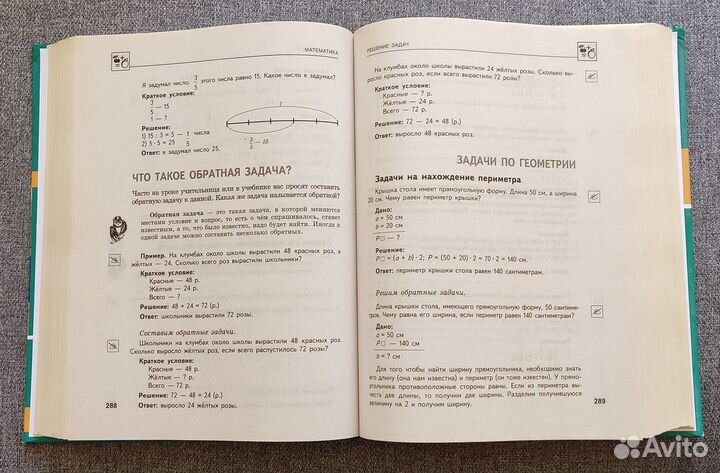 МАТЕМАТИКА
Я задумал число. 3/5 этого числа равно 15. Какое число я задумал?
Краткое условие:
3/5 — 15
1 — ?
Решение:
1) 15 : 3 = 5 — 1/5 числа
2) 5 · 5 = 25
Ответ: я задумал число 25.
?
3/5 — 15
ЧТО ТАКОЕ ОБРАТНАЯ ЗАДАЧА?
Часто на уроке учительница или в учебнике вас просят составить
обратную задачу к данной. Какая же задача называется обратной?
Обратная задача — это такая задача, в которой меняются
местами условие и вопрос, то есть о чём спрашивалось, станет
известным, а то, что было известно, надо будет найти. Иногда к
одной задаче можно составить несколько обратных.
Пример. На клумбах около школы вырастили 48 красных роз, а
жёлтых — 24. Сколько всего роз вырастили школьники?
Краткое условие:
Красные — 48 р.
Жёлтые — 24 р.
Всего — ?
Решение: 48 + 24 = 72 (р.)
Ответ: школьники вырастили 72 розы.
Составим обратные задачи.
Школьники на клумбах около школы вырастили 48 красных роз.
Сколько выросло жёлтых роз, если всего распустилось 72 розы?
Краткое условие:
Красные — 48 р.
Жёлтые — ? р.
Всего — 72 р.
Решение: 72 — 48 = 24 (р.)
Ответ: выросло 24 жёлтых розы.
288
РЕШЕНИЕ ЗАДАЧ
На клумбах около школы вырастили 24 жёлтых розы. Сколько вы-
росло красных роз, если всего вырастили 72 розы?
Краткое условие:
Красные — ? р.
Жёлтые — 24 р.
Всего — 72 р.
Решение: 72 — 24 = 48 (р.)
Ответ: выросло 48 красных роз.
ЗАДАЧИ ПО ГЕОМЕТРИИ
Задачи на нахождение периметра
Крышка стола имеет прямоугольную форму. Длина 50 см, а ширина
20 см. Чему равен периметр крышки?
Дано:
a = 50 см
b = 20 см
P□ — ?
Решение:
P□ = (a + b) · 2; P = (50 + 20) · 2 = 70 · 2 = 140 см.
Ответ: периметр крышки стола равен 140 сантиметрам.
Решим обратные задачи.
Длина крышки стола, имеющего прямоугольную форму, 50 сантиме-
тров. Чему равна его ширина, если периметр равен 140 сантиметрам?
Дано:
a = 50 см
P□ — 140 см
b = ? см
Для того чтобы найти ширину прямоугольника, необходимо знать
его длину (она нам известна) и периметр (он тоже известен). У прямо-
угольника противоположные стороны равны. Если из периметра вы-
честь две длины, то получим две ширины. Разделим получившуюся
величину на 2 и получим ширину.
289
Avito